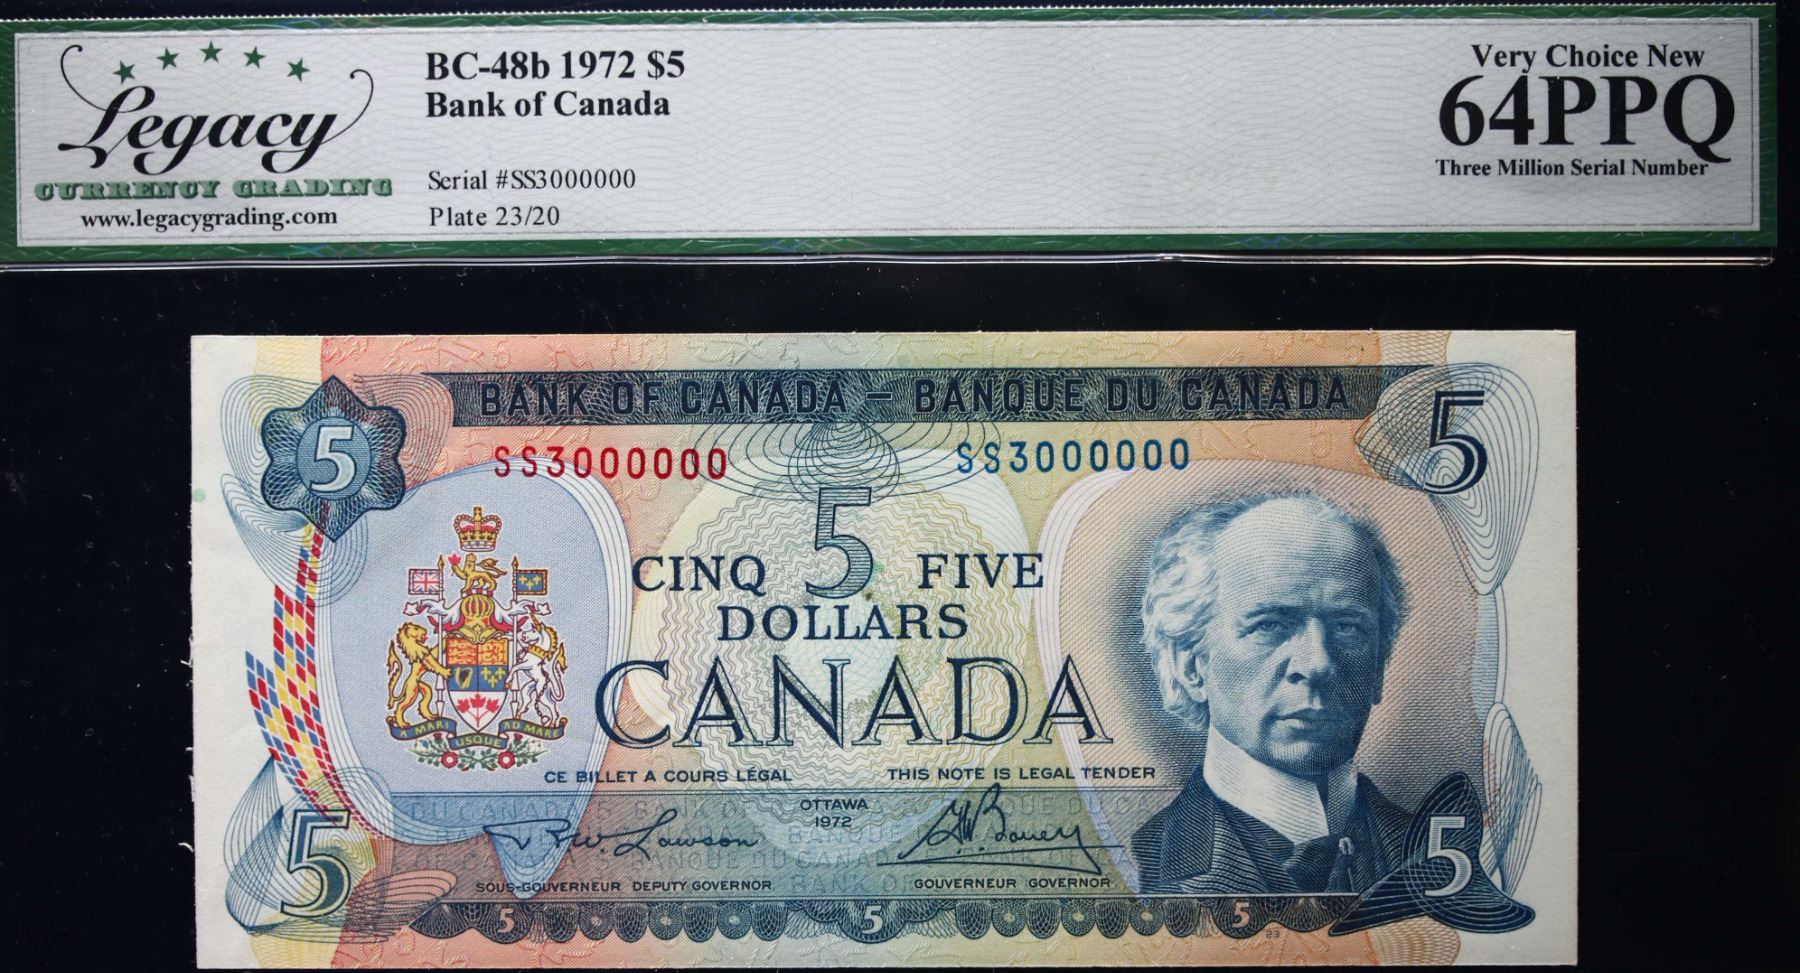 Legacy
CURRENCY GRADING
www.legacygrading.com
BC-48b 1972 $5
Bank of Canada
Serial #SS3000000
Plate 23/20
Very Choice New
64PPQ
Three Million Serial Number
BANK OF CANADA – BANQUE DU CANADA
5
5
SS3000000
SS3000000
5
CINQ FIVE
DOLLARS
CANADA
A MARI USQUE AD MARE
CE BILLET A COURS LÉGAL
THIS NOTE IS LEGAL TENDER
OTTAWA
1972
R.W. Lawson
G.K. Bouey
SOUS-GOUVERNEUR DEPUTY GOVERNOR
GOUVERNEUR GOVERNOR
5
5
5
5
5
23